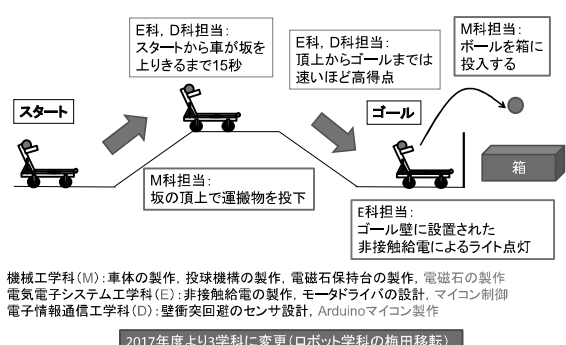 E科, D科担当:
スタートから車が坂を
上りきるまで15秒
E科, D科担当:
頂上からゴールまでは
速いほど高得点
M科担当:
ボールを箱に
投入する
スタート
ゴール
箱
M科担当:
坂の頂上で運搬物を投下
E科担当:
ゴール壁に設置された
非接触給電によるライト点灯
機械工学科(M):車体の製作, 投球機構の製作, 電磁石保持台の製作, 電磁石の製作
電気電子システム工学科(E):非接触給電の製作, モータドライバの設計, マイコン制御
電子情報通信工学科(D):壁衝突回避のセンサ設計, Arduinoマイコン製作
2017年度より3学科に変更(ロボット学科の梅田移転)